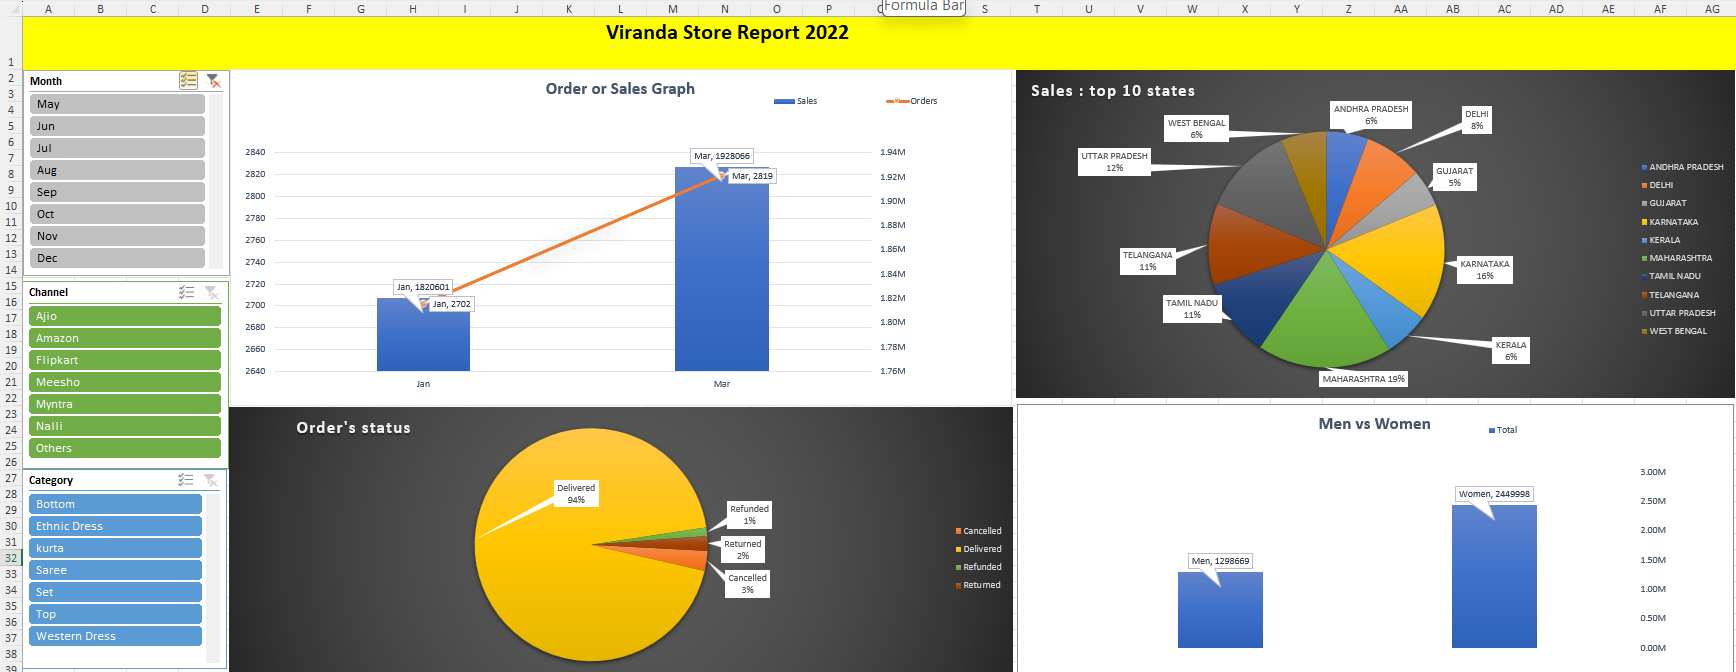 A B C D E F G H I J K L M N O P S T U V W X Y Z AA AB AC AD AE AF AG
Formula Bar
Viranda Store Report 2022
1
2
3
4
5
6
7
8
9
10
11
12
13
14
15
16
17
18
19
20
21
22
23
24
25
26
27
28
29
30
31
32
33
34
35
36
37
38
39
Month
May
Jun
Jul
Aug
Sep
Oct
Nov
Dec
Channel
Ajio
Amazon
Flipkart
Meesho
Myntra
Nalli
Others
Category
Bottom
Ethnic Dress
kurta
Saree
Set
Top
Western Dress
Order or Sales Graph
Sales
Orders
2840
2820
2800
2780
2760
2740
2720
2700
2680
2660
2640
1.94M
1.92M
1.90M
1.88M
1.86M
1.84M
1.82M
1.80M
1.78M
1.76M
Mar, 1928066
Mar, 2819
Jan, 1820601
Jan, 2702
Jan
Mar
Sales : top 10 states
ANDHRA PRADESH
6%
DELHI
8%
GUJARAT
5%
KARNATAKA
16%
KERALA
6%
MAHARASHTRA 19%
TAMIL NADU
11%
TELANGANA
11%
UTTAR PRADESH
12%
WEST BENGAL
6%
ANDHRA PRADESH
DELHI
GUJARAT
KARNATAKA
KERALA
MAHARASHTRA
TAMIL NADU
TELANGANA
UTTAR PRADESH
WEST BENGAL
Order's status
Delivered
94%
Refunded
1%
Returned
2%
Cancelled
3%
Cancelled
Delivered
Refunded
Returned
Men vs Women
Total
Men, 1298669
Women, 2449998
3.00M
2.50M
2.00M
1.50M
1.00M
0.50M
0.00M